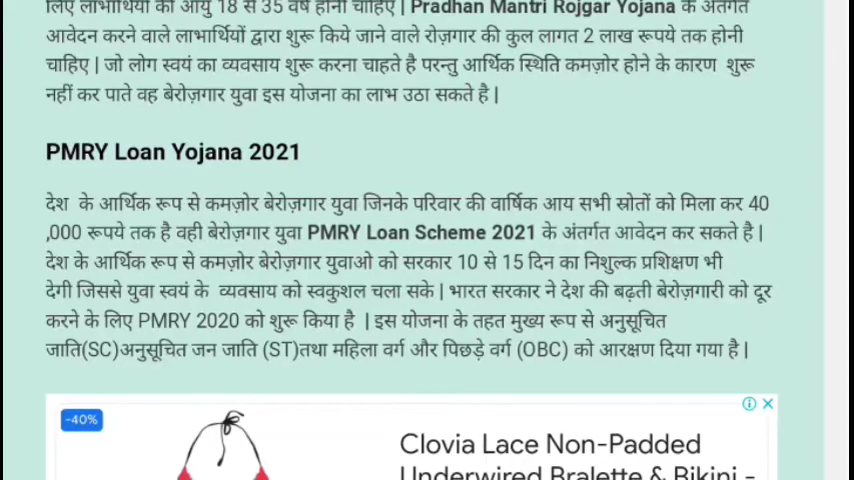 लिए लाभार्थियों की आयु 18 से 35 वर्ष होनी चाहिए | Pradhan Mantri Rojgar Yojana के अंतर्गत
आवेदन करने वाले लाभार्थियों द्वारा शुरू किये जाने वाले रोज़गार की कुल लागत 2 लाख रूपये तक होनी
चाहिए | जो लोग स्वयं का व्यवसाय शुरू करना चाहते है परन्तु आर्थिक स्थिति कमज़ोर होने के कारण शुरू
नहीं कर पाते वह बेरोज़गार युवा इस योजना का लाभ उठा सकते है |
PMRY Loan Yojana 2021
देश के आर्थिक रूप से कमज़ोर बेरोज़गार युवा जिनके परिवार की वार्षिक आय सभी स्रोतों को मिला कर 40
,000 रूपये तक है वही बेरोज़गार युवा PMRY Loan Scheme 2021 के अंतर्गत आवेदन कर सकते है |
देश के आर्थिक रूप से कमज़ोर बेरोज़गार युवाओ को सरकार 10 से 15 दिन का निशुल्क प्रशिक्षण भी
देगी जिससे युवा स्वयं के व्यवसाय को स्वकुशल चला सके | भारत सरकार ने देश की बढ़ती बेरोज़गारी को दूर
करने के लिए PMRY 2020 को शुरू किया है | इस योजना के तहत मुख्य रूप से अनुसूचित
जाति(SC)अनुसूचित जन जाति (ST)तथा महिला वर्ग और पिछड़े वर्ग (OBC) को आरक्षण दिया गया है |
-40%
Clovia Lace Non-Padded
Underwired Bralette & Bikini -